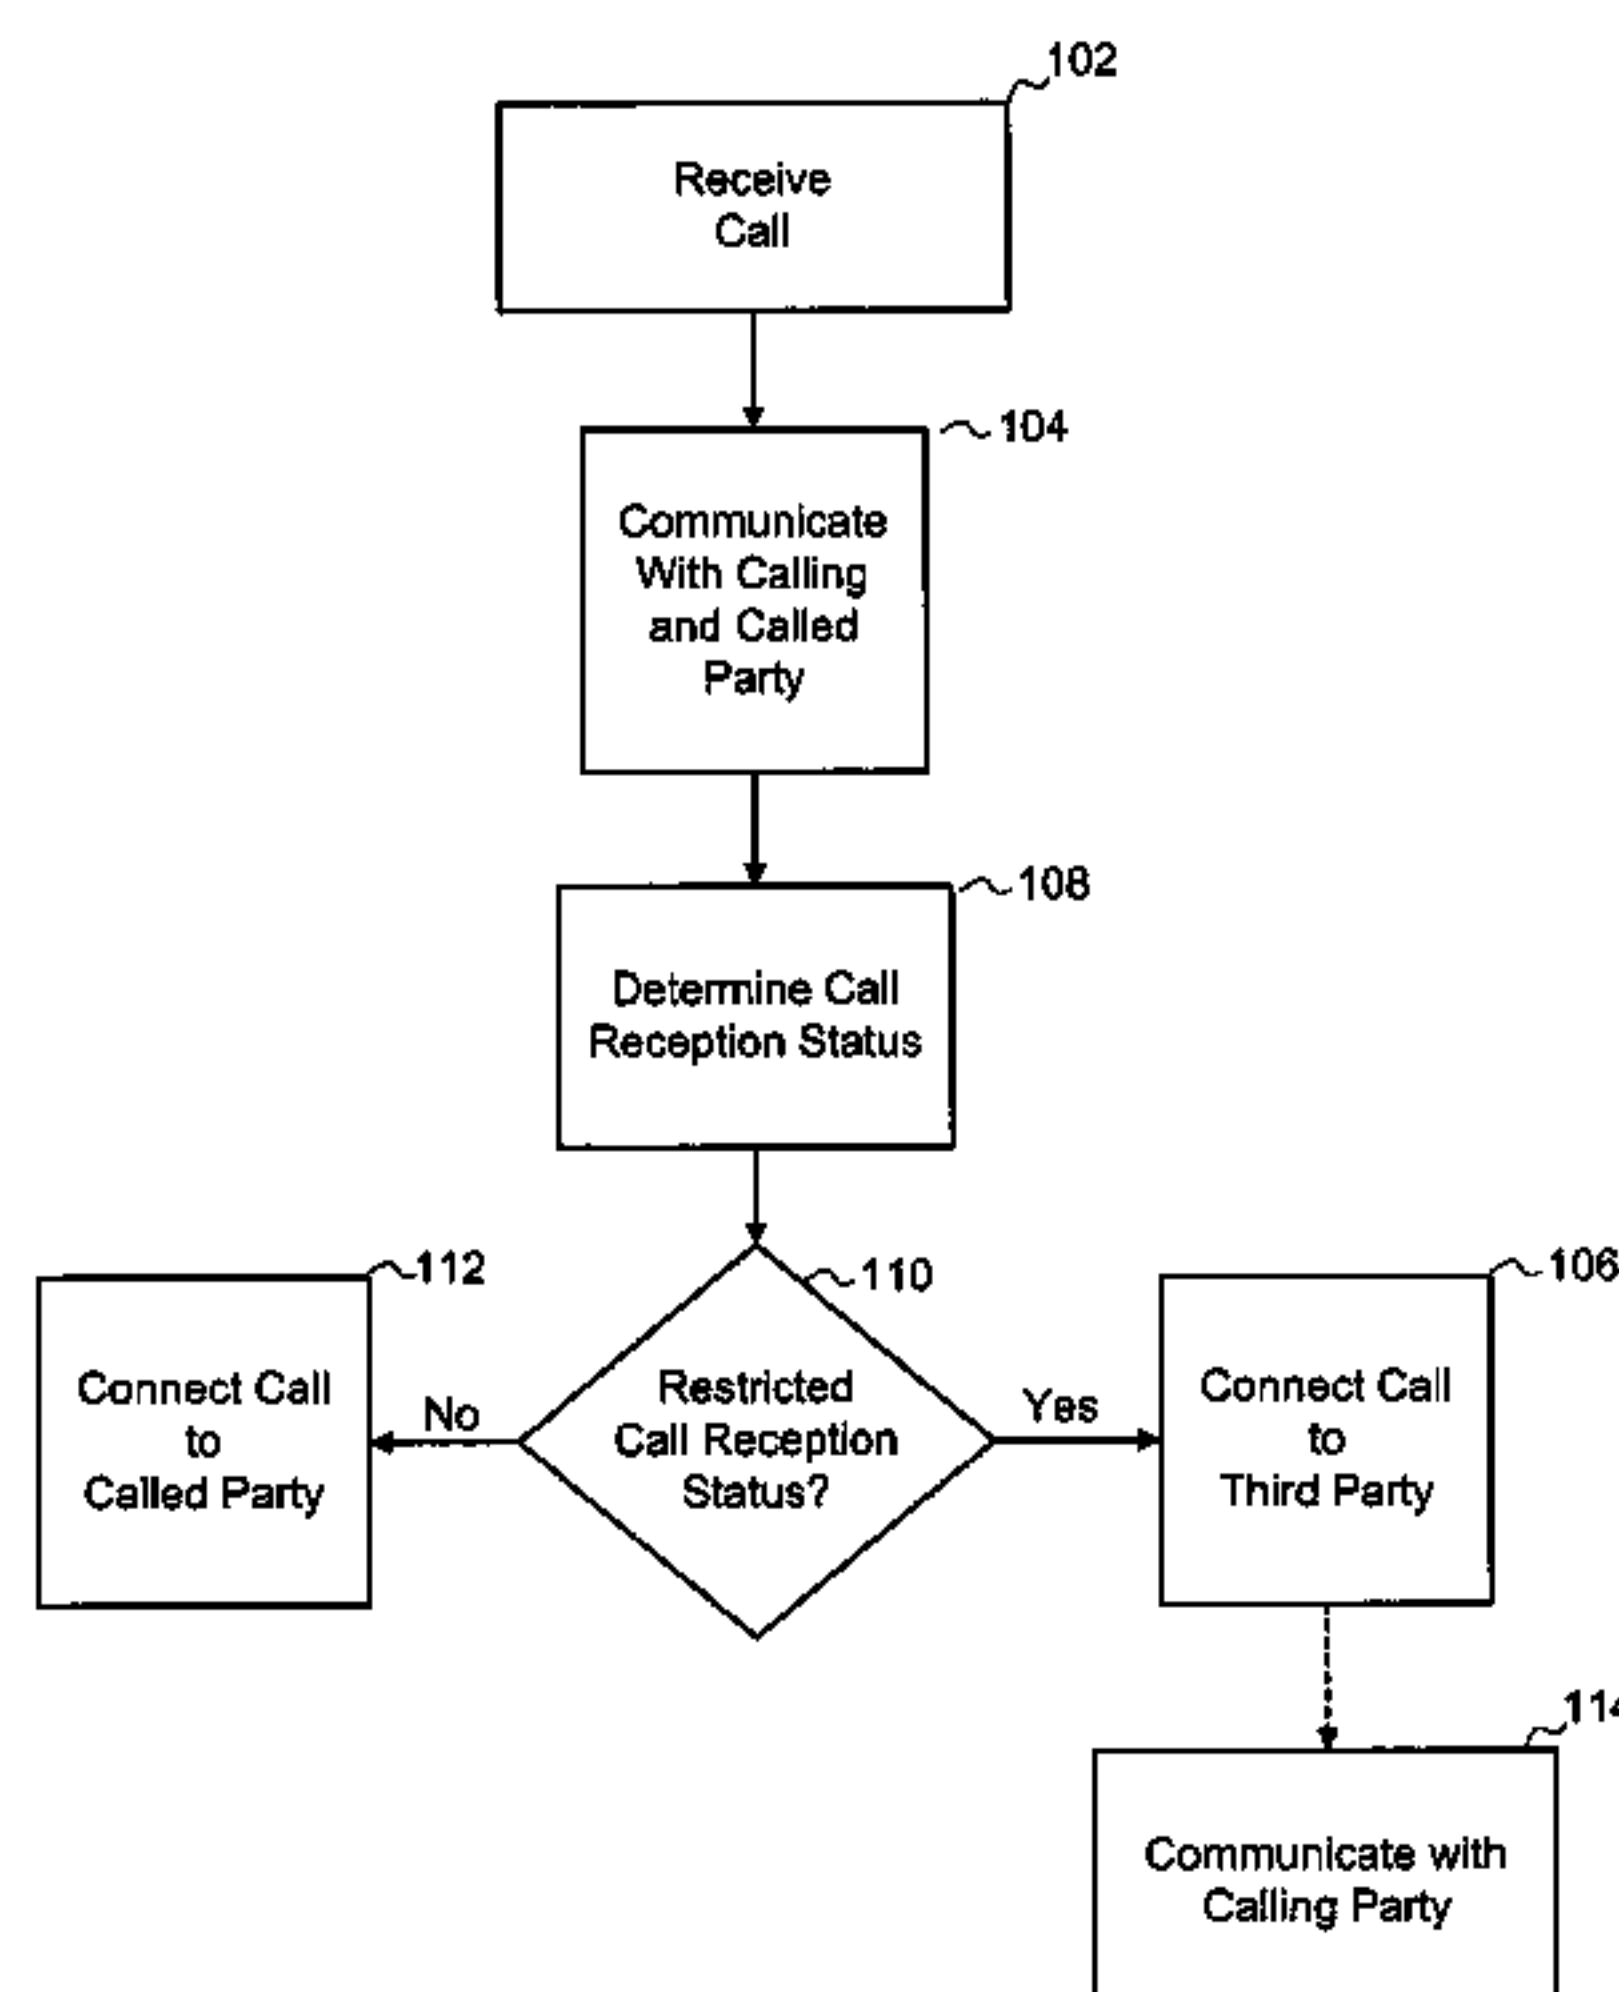 102
Receive
Call
104
Communicate
With Calling
and Called
Party
108
Determine Call
Reception Status
110
Restricted
Call Reception
Status?
No
112
Connect Call
to
Called Party
Yes
106
Connect Call
to
Third Party
114
Communicate with
Calling Party